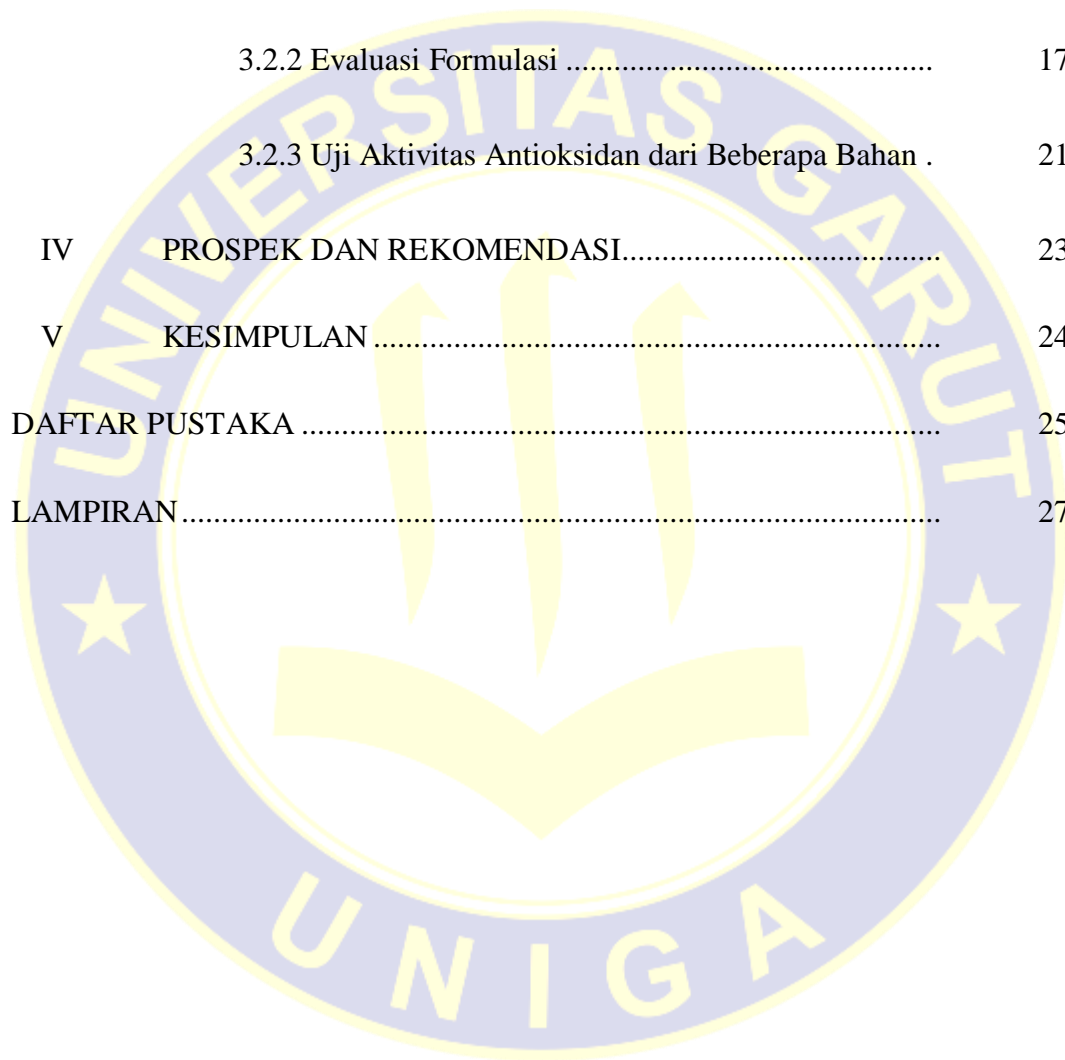 3.2.2 Evaluasi Formulasi ............................................ 17
3.2.3 Uji Aktivitas Antioksidan dari Beberapa Bahan . 21
IV PROSPEK DAN REKOMENDASI...................................... 23
V KESIMPULAN .................................................................... 24
DAFTAR PUSTAKA ............................................................................. 25
LAMPIRAN........................................................................................... 27
UNIVERSITAS GARUT
UNIGA